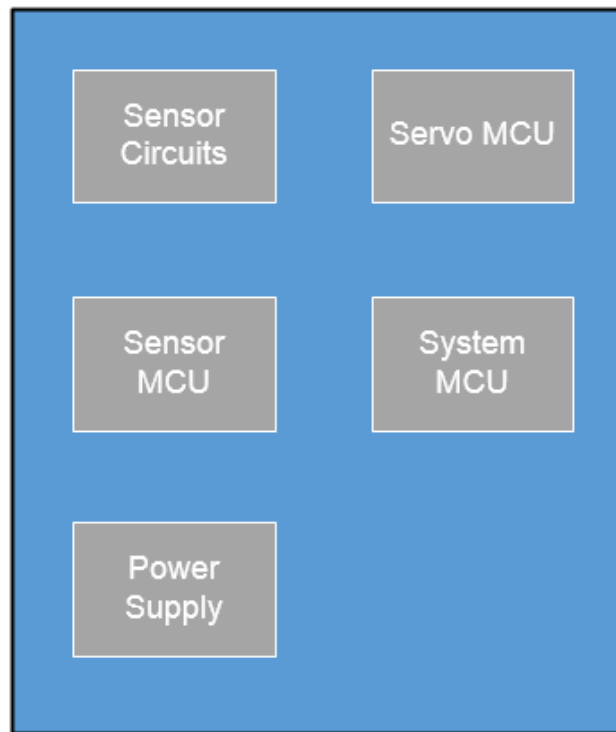 Sensor
Circuits
Servo MCU
Sensor
MCU
System
MCU
Power
Supply